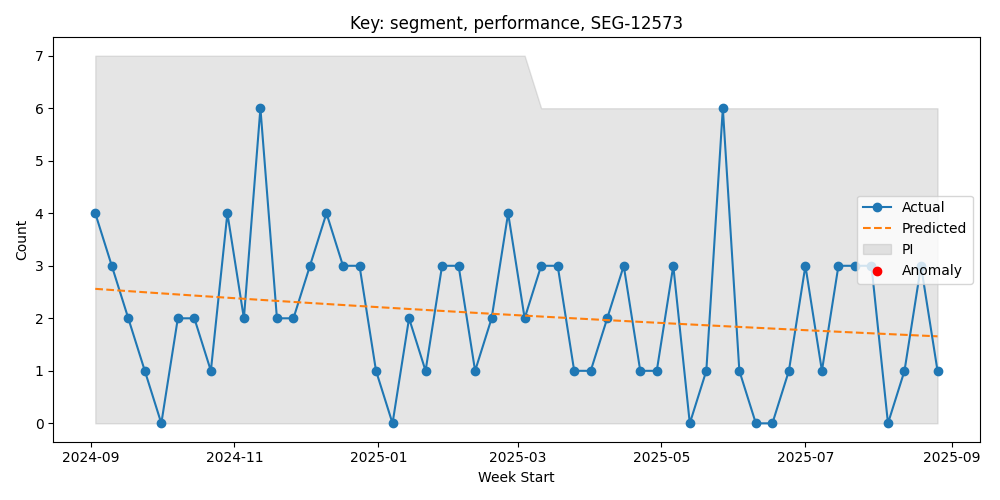 Key: segment, performance, SEG-12573
7
6
5
4
3
2
1
0
Count
Actual
Predicted
PI
Anomaly
2024-09
2024-11
2025-01
2025-03
2025-05
2025-07
2025-09
Week Start